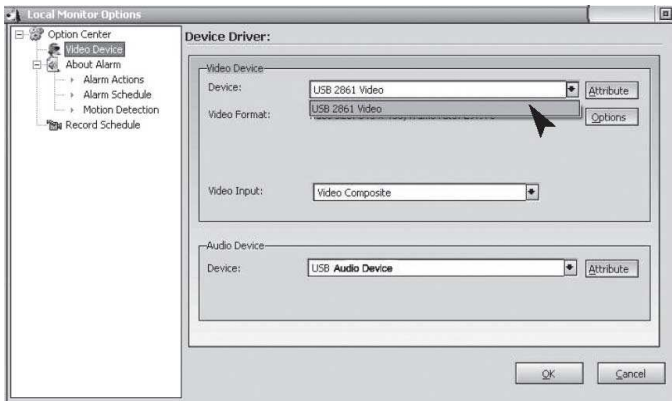 Local Monitor Options
Option Center
Video Device
About Alarm
Alarm Actions
Alarm Schedule
Motion Detection
Record Schedule
Device Driver:
Video Device
Device:
USB 2861 Video
Attribute
USB 2861 Video
Video Format:
Options
Video Input:
Video Composite
Audio Device
Device:
USB Audio Device
Attribute
OK
Cancel